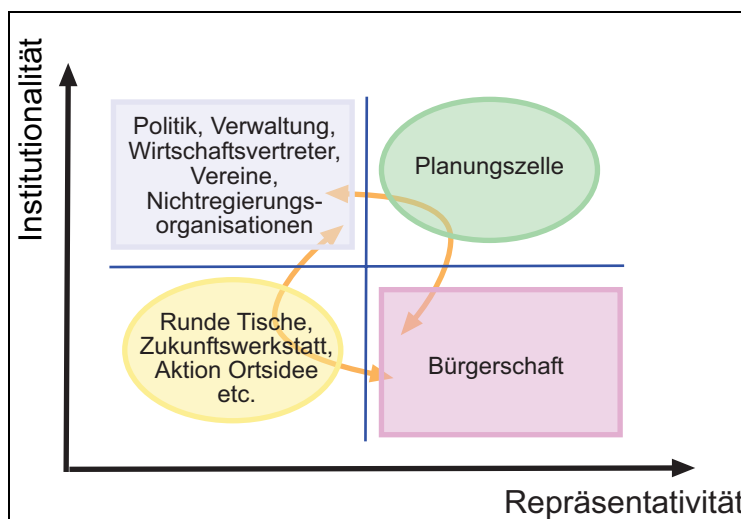 Institutionalität
Politik, Verwaltung,
Wirtschaftsvertreter,
Vereine,
Nichtregierungs-
organisationen
Planungszelle
Runde Tische,
Zukunftswerkstatt,
Aktion Ortsidee
etc.
Bürgerschaft
Repräsentativität